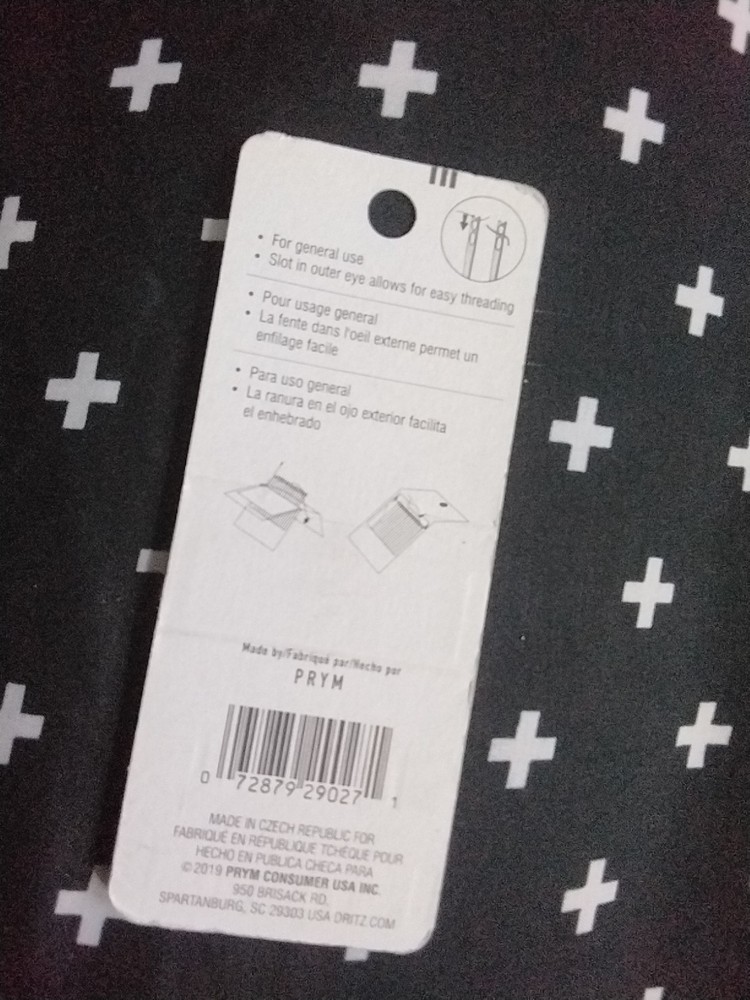 • For general use
• Slot in outer eye allows for easy threading
• Pour usage general
• La fente dans l'oeil externe permet un
enfilage facile
• Para uso general
• La ranura en el ojo exterior facilita
el enhebrado
Made by/Fabriqué par/Hecho por
PRYM
0 72879 29027 1
MADE IN CZECH REPUBLIC FOR
FABRIQUÉ EN RÉPUBLIQUE TCHÈQUE POUR
HECHO EN PUBLICA CHECA PARA
©2019 PRYM CONSUMER USA INC.
950 BRISACK RD.
SPARTANBURG, SC 29303 USA DRITZ.COM